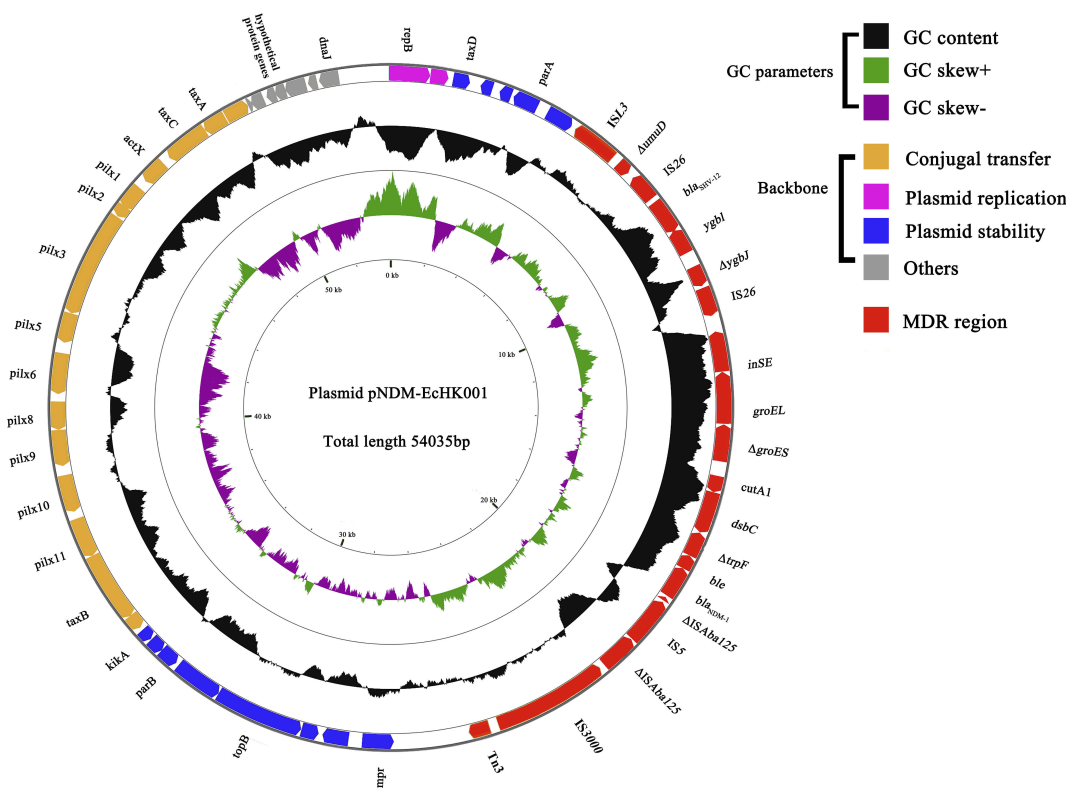 hypothetical
protein genes
dnaJ
repB
taxD
parA
ISL3
ΔumuD
IS26
blaSHV-12
ygbI
ΔygbJ
IS26
inSE
groEL
ΔgroES
cutA1
dsbC
ΔtrpF
ble
blaNDM-1
ΔISAba125
IS5
ΔISAba125
IS3000
Tn3
mpr
topB
parB
kikA
taxB
pilx11
pilx10
pilx9
pilx8
pilx6
pilx5
pilx3
pilx2
pilx1
actX
taxC
taxA
0 kb
10 kb
20 kb
30 kb
40 kb
50 kb
Plasmid pNDM-EcHK001
Total length 54035bp
GC parameters
GC content
GC skew+
GC skew-
Backbone
Conjugal transfer
Plasmid replication
Plasmid stability
Others
MDR region